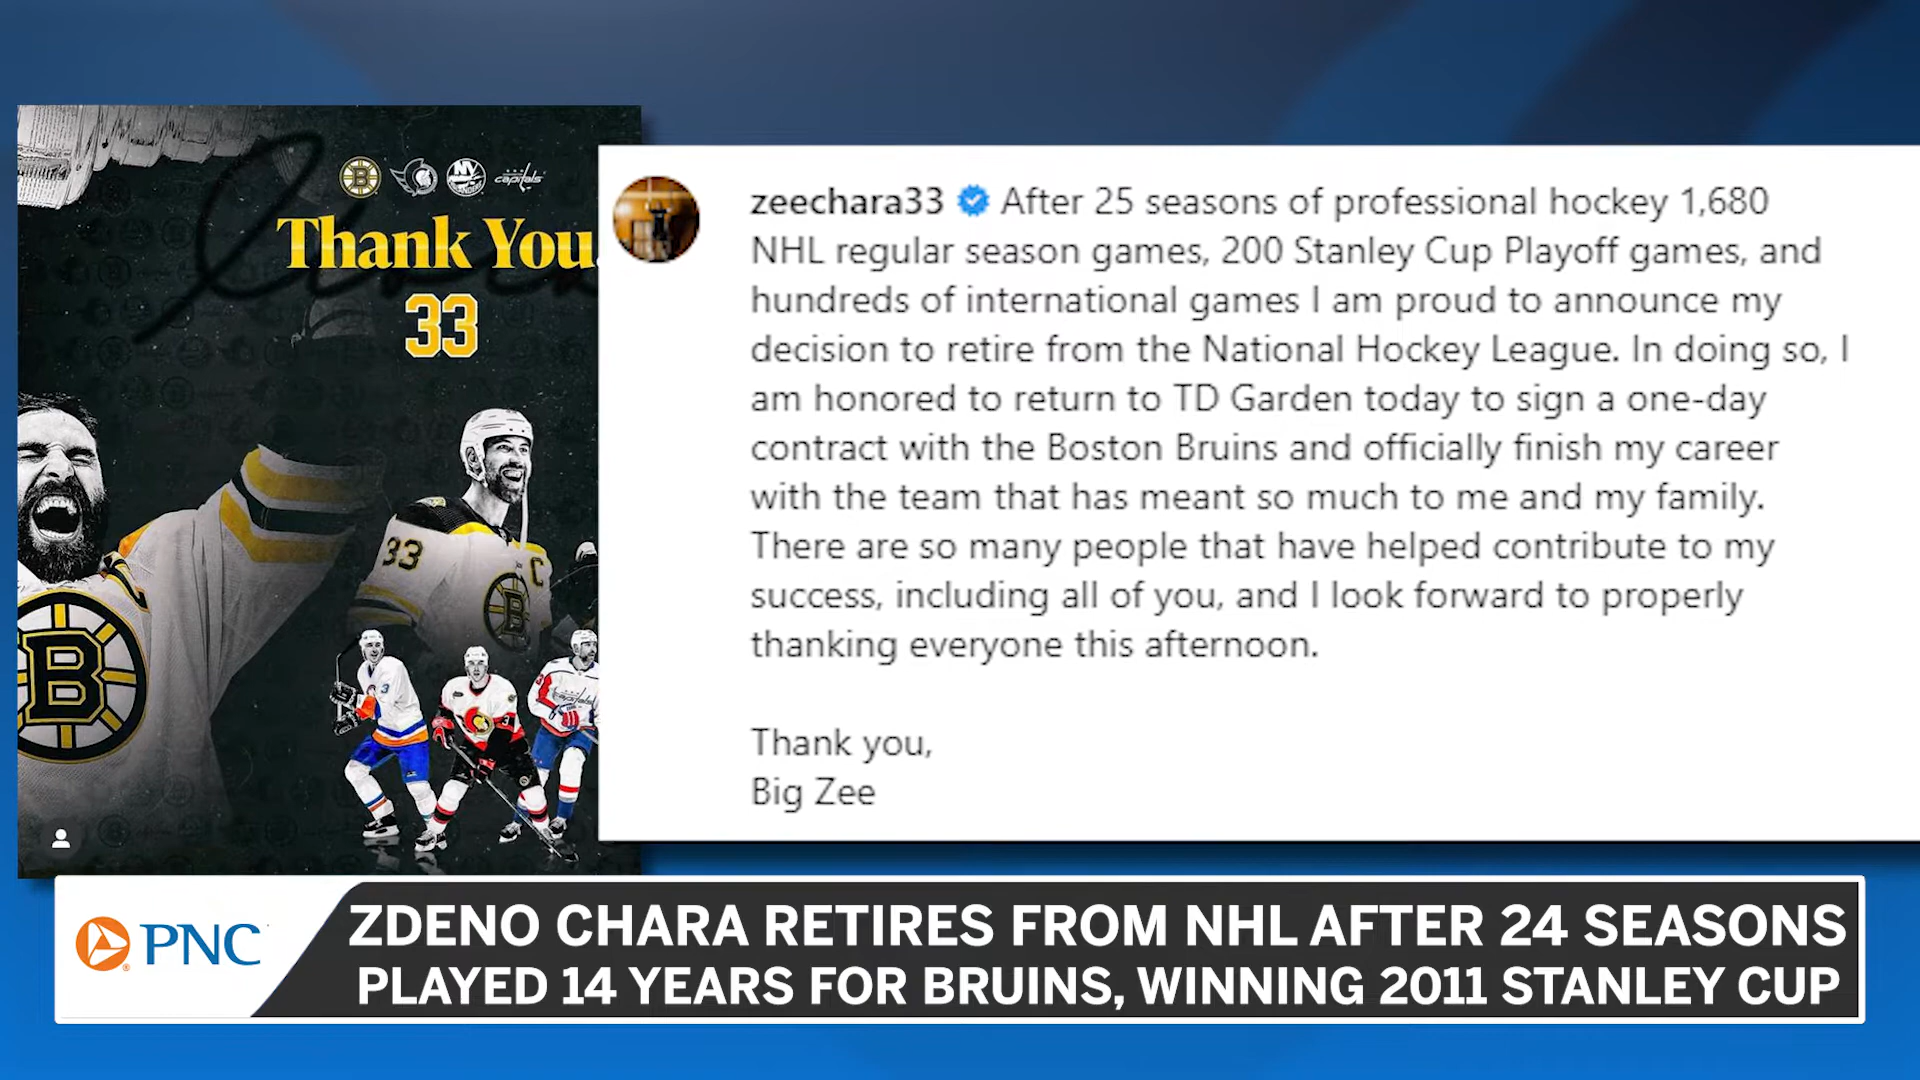 NY
capitals
Thank You
33
33
C
B
B
3
3
capitals
zeechara33 After 25 seasons of professional hockey 1,680
NHL regular season games, 200 Stanley Cup Playoff games, and
hundreds of international games I am proud to announce my
decision to retire from the National Hockey League. In doing so, I
am honored to return to TD Garden today to sign a one-day
contract with the Boston Bruins and officially finish my career
with the team that has meant so much to me and my family.
There are so many people that have helped contribute to my
success, including all of you, and I look forward to properly
thanking everyone this afternoon.
Thank you,
Big Zee
PNC
ZDENO CHARA RETIRES FROM NHL AFTER 24 SEASONS
PLAYED 14 YEARS FOR BRUINS, WINNING 2011 STANLEY CUP